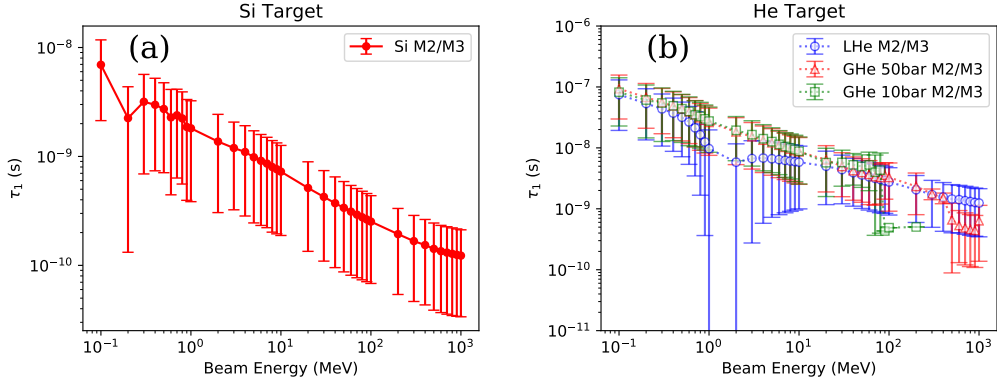 Si Target
(a)
Si M2/M3
10⁻⁸
10⁻⁹
10⁻¹⁰
τ₁ (s)
10⁻¹
10⁰
10¹
10²
10³
Beam Energy (MeV)
He Target
(b)
LHe M2/M3
GHe 50bar M2/M3
GHe 10bar M2/M3
10⁻⁶
10⁻⁷
10⁻⁸
10⁻⁹
10⁻¹⁰
10⁻¹¹
τ₁ (s)
10⁻¹
10⁰
10¹
10²
10³
Beam Energy (MeV)